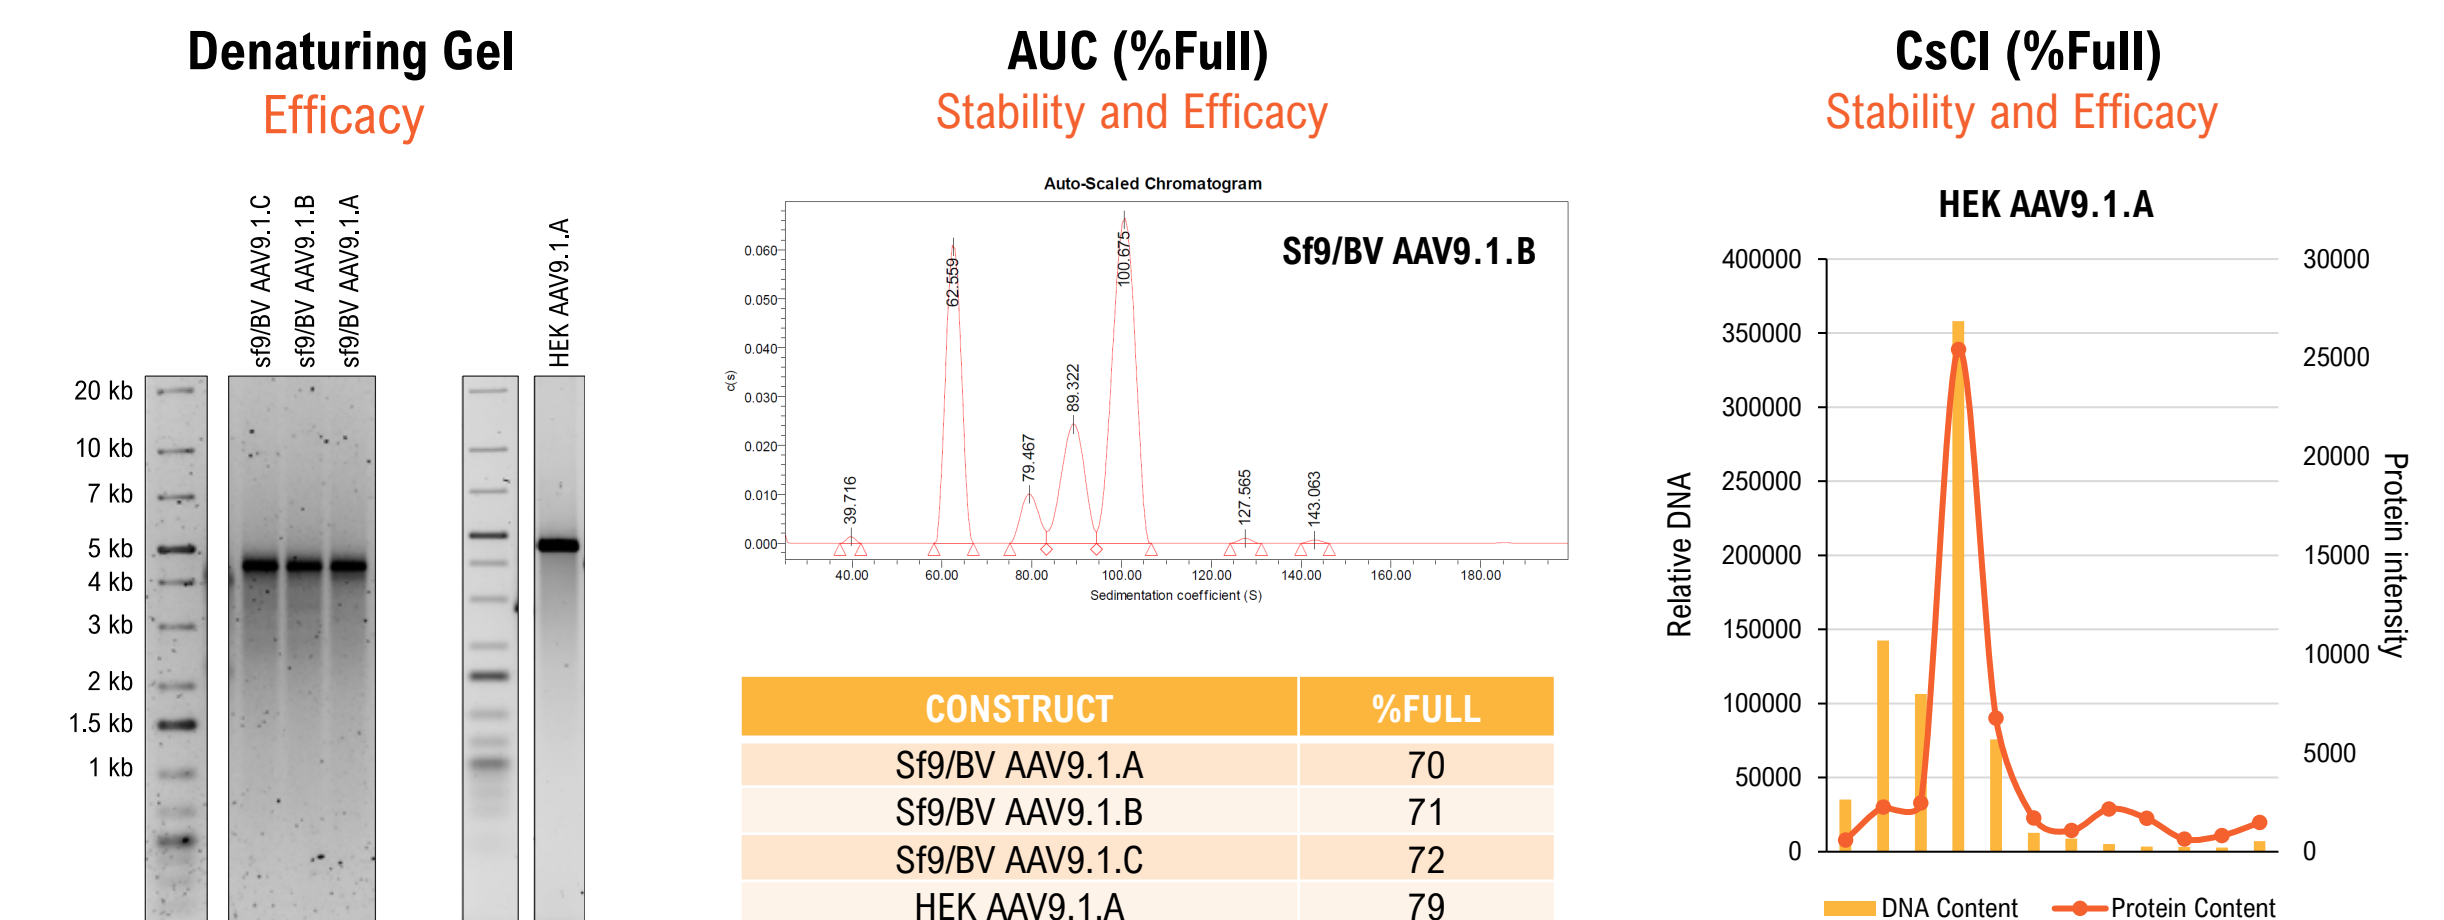 Denaturing Gel
Efficacy
sf9/BV AAV9.1.C
sf9/BV AAV9.1.B
sf9/BV AAV9.1.A
HEK AAV9.1.A
20 kb
10 kb
7 kb
5 kb
4 kb
3 kb
2 kb
1.5 kb
1 kb
AUC (%Full)
Stability and Efficacy
Auto-Scaled Chromatogram
Sf9/BV AAV9.1.B
c(s)
0.060
0.050
0.040
0.030
0.020
0.010
0.000
39.716
62.559
79.467
89.322
100.675
127.565
143.063
40.00 60.00 80.00 100.00 120.00 140.00 160.00 180.00
Sedimentation coefficient (S)
CONSTRUCT %FULL
Sf9/BV AAV9.1.A 70
Sf9/BV AAV9.1.B 71
Sf9/BV AAV9.1.C 72
HEK AAV9.1.A 79
CsCl (%Full)
Stability and Efficacy
HEK AAV9.1.A
Relative DNA
400000
350000
300000
250000
200000
150000
100000
50000
0
30000
25000
20000
15000
10000
5000
0
Protein intensity
DNA Content Protein Content